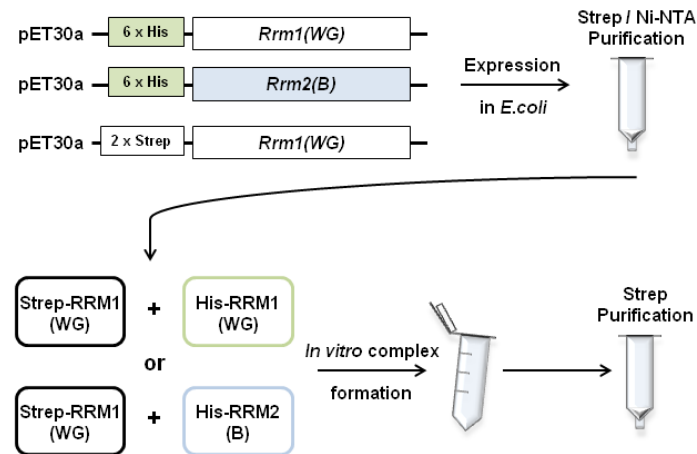 pET30a 6 x His Rrm1(WG)
pET30a 6 x His Rrm2(B)
pET30a 2 x Strep Rrm1(WG)
Expression
in E.coli
Strep / Ni-NTA
Purification
Strep-RRM1
(WG)
+
His-RRM1
(WG)
or
Strep-RRM1
(WG)
+
His-RRM2
(B)
In vitro complex
formation
Strep
Purification